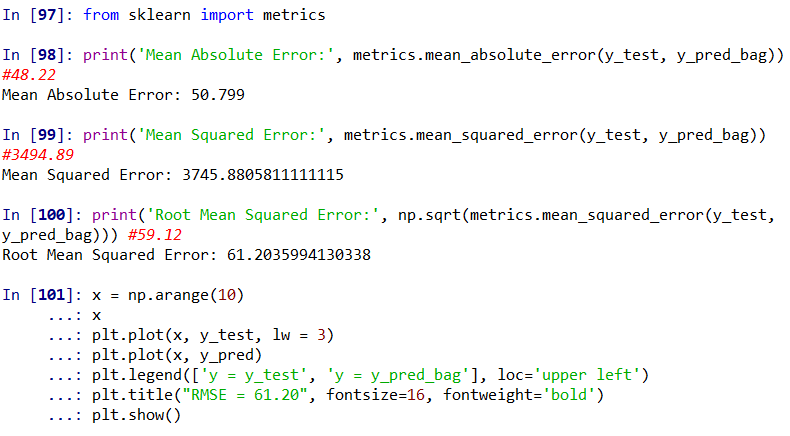 In [97]: from sklearn import metrics
In [98]: print('Mean Absolute Error:', metrics.mean_absolute_error(y_test, y_pred_bag))
#48.22
Mean Absolute Error: 50.799
In [99]: print('Mean Squared Error:', metrics.mean_squared_error(y_test, y_pred_bag))
#3494.89
Mean Squared Error: 3745.8805811111115
In [100]: print('Root Mean Squared Error:', np.sqrt(metrics.mean_squared_error(y_test,
y_pred_bag))) #59.12
Root Mean Squared Error: 61.2035994130338
In [101]: x = np.arange(10)
...: x
...: plt.plot(x, y_test, lw = 3)
...: plt.plot(x, y_pred)
...: plt.legend(['y = y_test', 'y = y_pred_bag'], loc='upper left')
...: plt.title("RMSE = 61.20", fontsize=16, fontweight='bold')
...: plt.show()